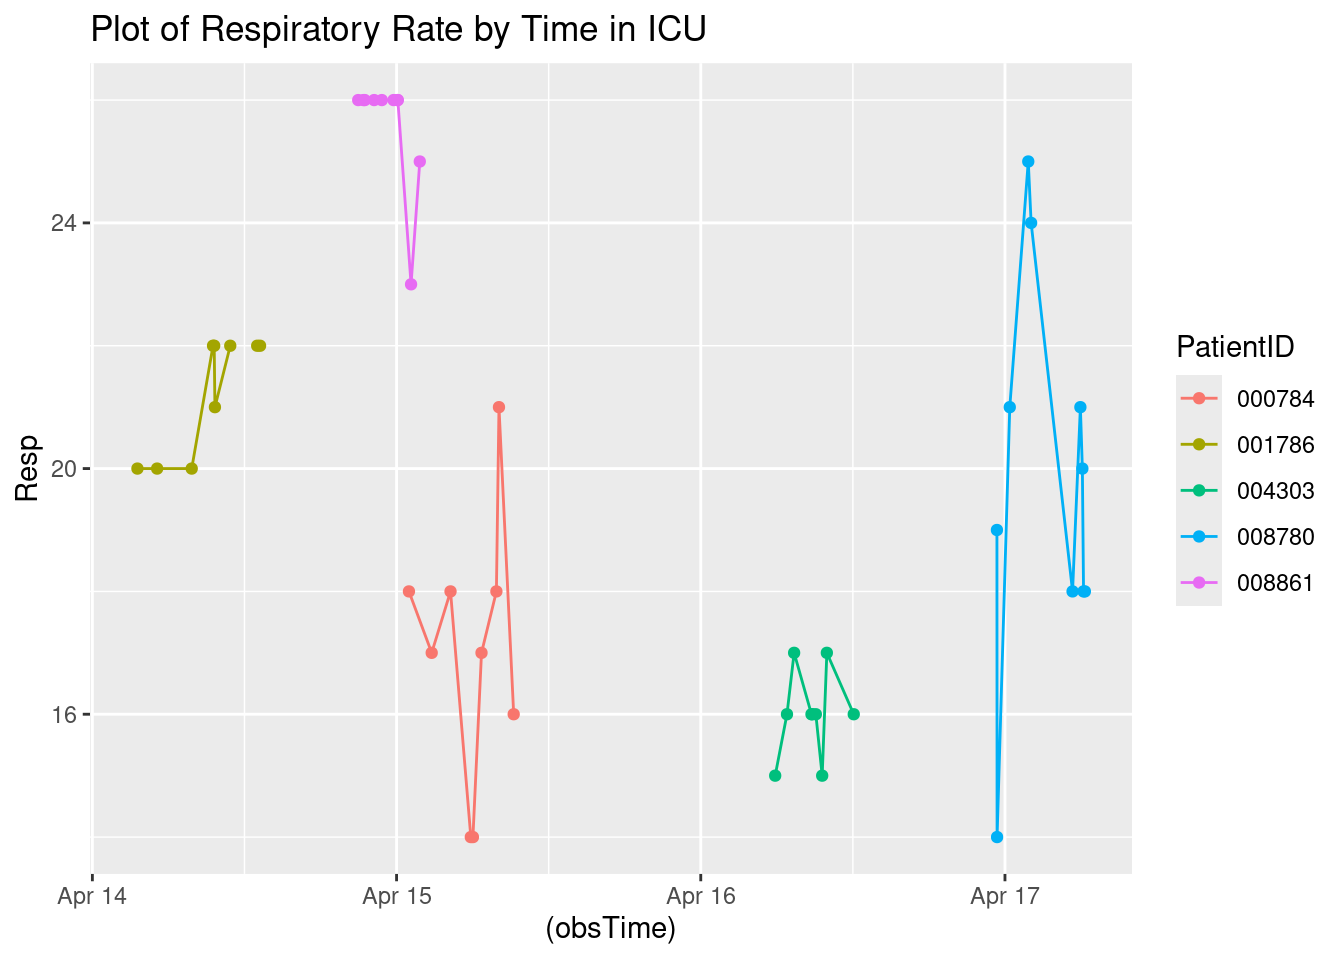 Plot of Respiratory Rate by Time in ICU
24
20
16
Resp
Apr 14
Apr 15
Apr 16
Apr 17
(obsTime)
PatientID
000784
001786
004303
008780
008861